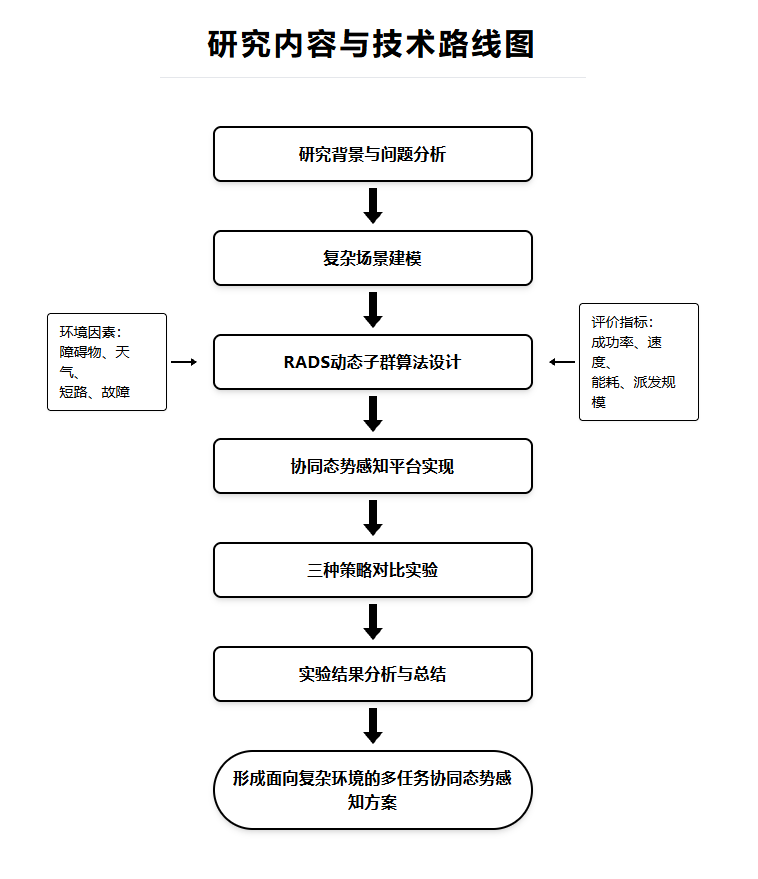 研究内容与技术路线图
研究背景与问题分析
复杂场景建模
环境因素：
障碍物、天
气、
短路、故障
RADS动态子群算法设计
评价指标：
成功率、速
度、
能耗、派发规
模
协同态势感知平台实现
三种策略对比实验
实验结果分析与总结
形成面向复杂环境的多任务协同态势感
知方案